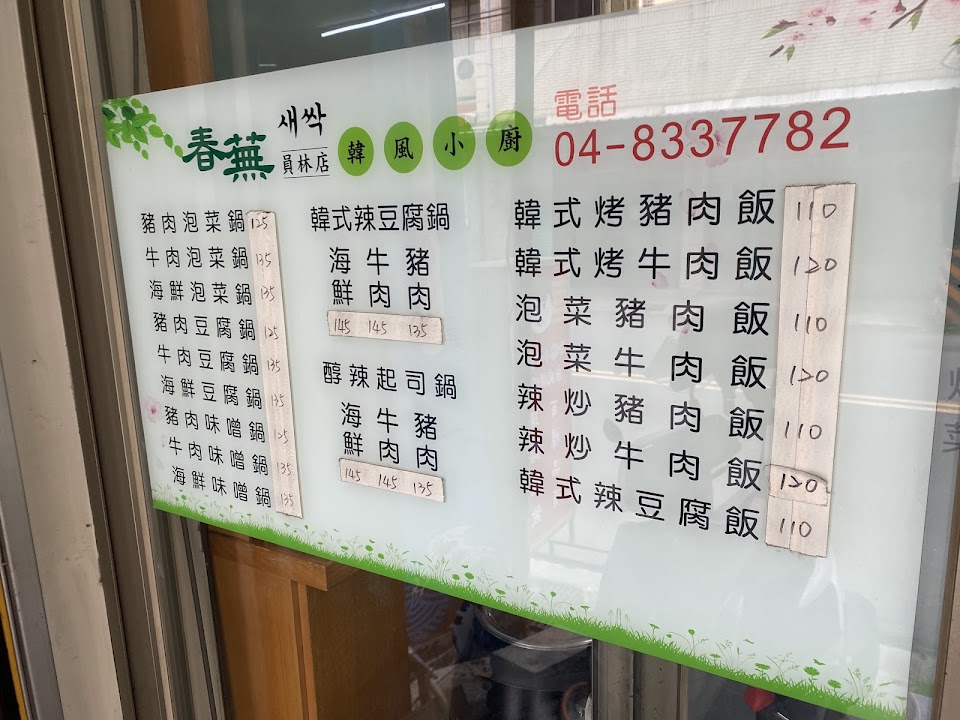 春蕪 새싹 員林店 韓風小廚
電話
04-8337782
豬肉泡菜鍋 125
牛肉泡菜鍋 135
海鮮泡菜鍋 135
豬肉豆腐鍋 125
牛肉豆腐鍋 135
海鮮豆腐鍋 135
豬肉味噌鍋 125
牛肉味噌鍋 135
海鮮味噌鍋 135
韓式辣豆腐鍋
海鮮 牛肉 豬肉
145 145 135
醇辣起司鍋
海鮮 牛肉 豬肉
145 145 135
韓式烤豬肉飯 110
韓式烤牛肉飯 120
泡菜豬肉飯 110
泡菜牛肉飯 120
辣炒豬肉飯 110
辣炒牛肉飯 120
韓式辣豆腐飯 110